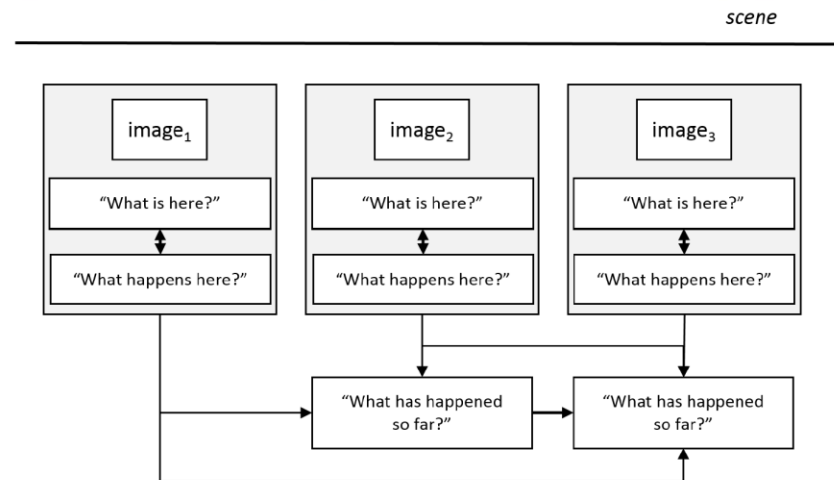 scene
image₁
image₂
image₃
“What is here?”
“What is here?”
“What is here?”
“What happens here?”
“What happens here?”
“What happens here?”
“What has happened
so far?”
“What has happened
so far?”